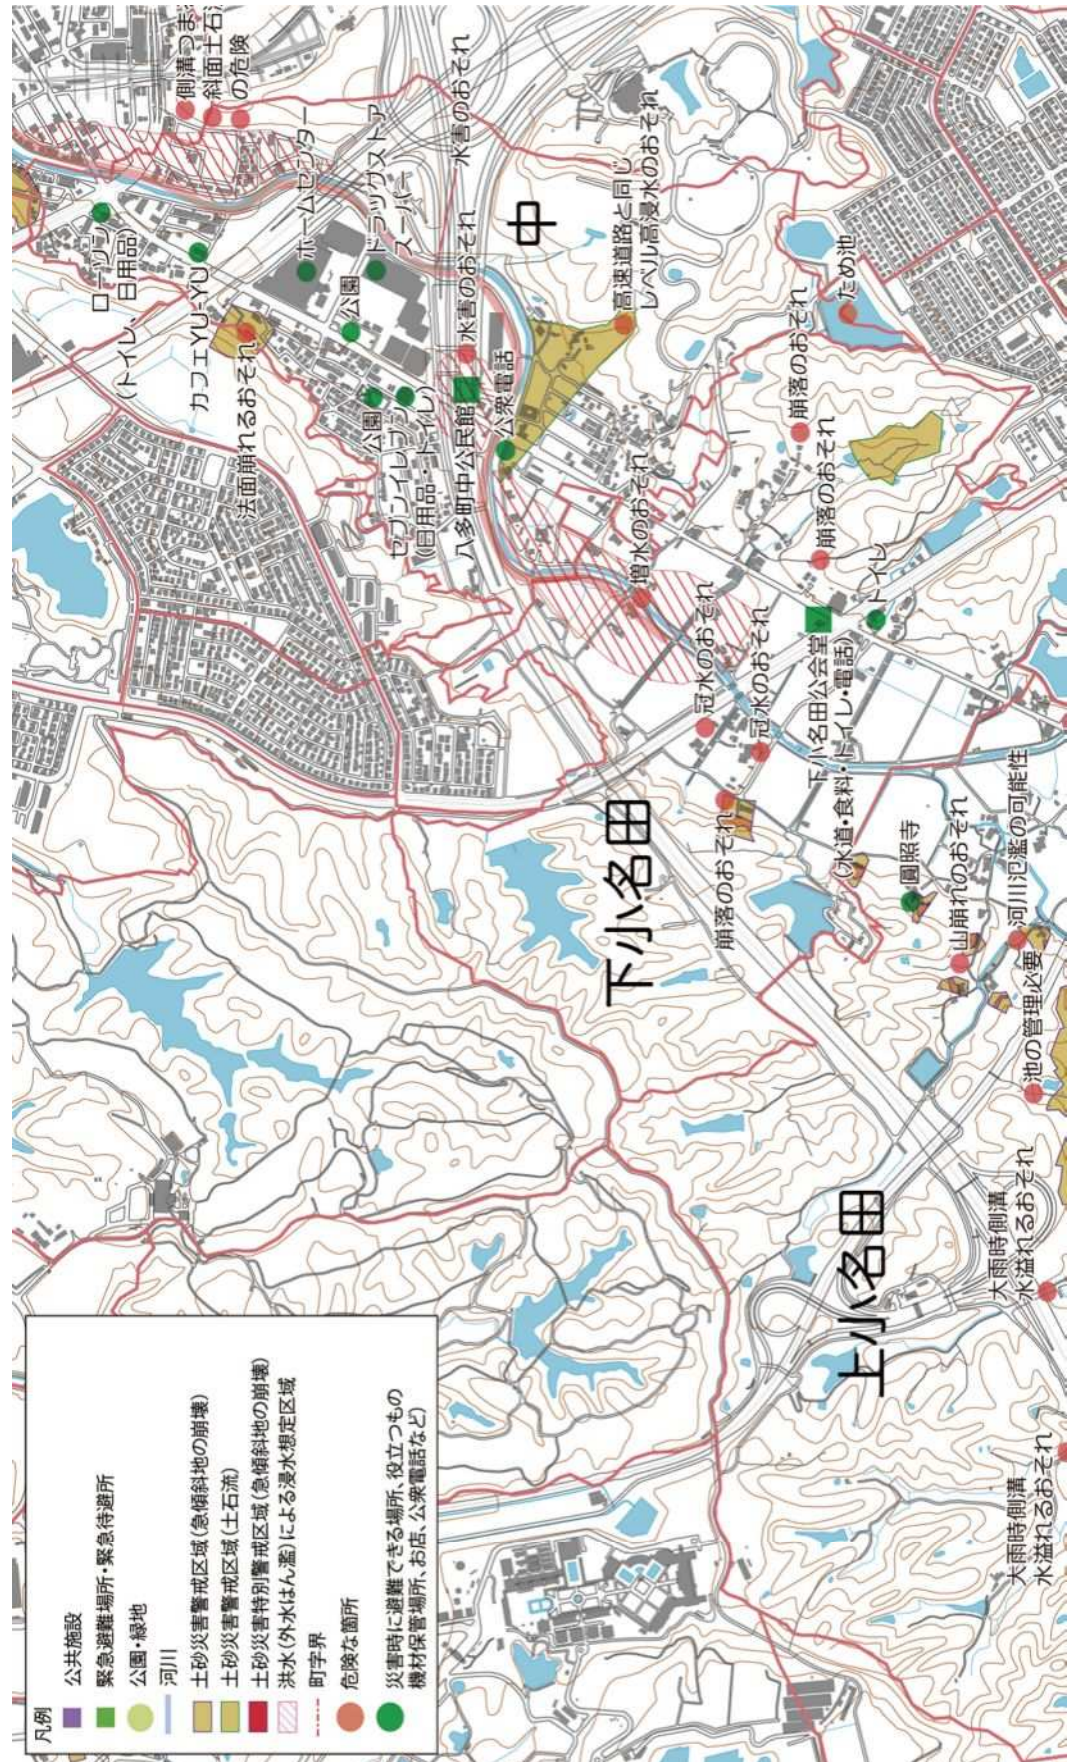 凡例
公共施設
緊急避難場所・緊急待避所
公園・緑地
河川
土砂災害警戒区域(急傾斜地の崩壊)
土砂災害警戒区域(土石流)
土砂災害特別警戒区域(急傾斜地の崩壊)
洪水(外水はん濫)による浸水想定区域
町字界
危険な箇所
災害時に避難できる場所、役立つもの
機材保管場所、お店、公衆電話など)
側溝つま
斜面土石
の危険
ローソン
(トイレ、日用品)
カフェYU-YU
法面崩れるおそれ
ホームセンター
公園
ドラッグストア
スーパー
公園
セブンイレブン
(日用品・トイレ)
水害のおそれ
水害のおそれ
八多町中公民館
公衆電話
中
高速道路と同じ
レベル高浸水のおそれ
増水のおそれ
冠水のおそれ
冠水のおそれ
崩落のおそれ
崩落のおそれ
ため池
トイレ
下小名田公会堂
(水道・食料・トイレ・電話)
下小名田
崩落のおそれ
圓照寺
山崩れのおそれ
河川氾濫の可能性
池の管理必要
上小名田
大雨時側溝
水溢れるおそれ
大雨時側溝
水溢れるおそれ